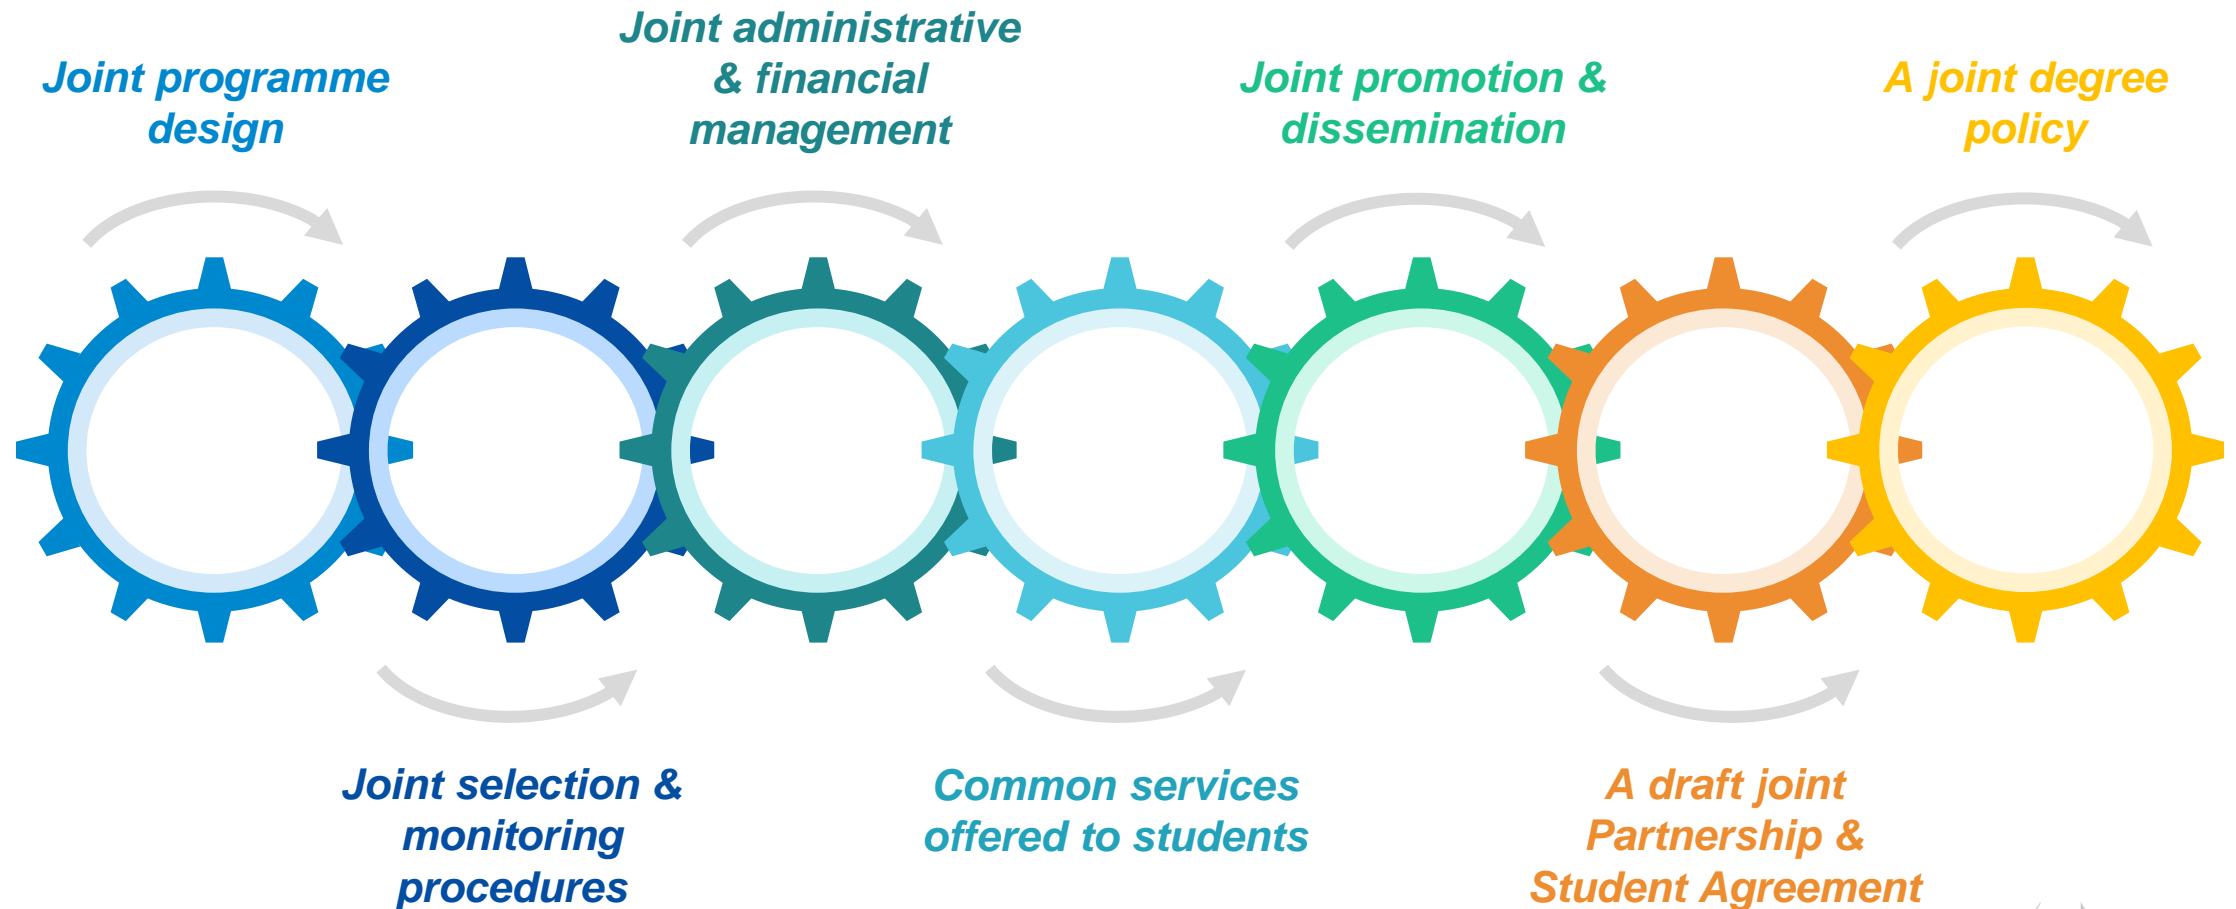 Joint programme
design
Joint selection &
monitoring
procedures
Joint administrative
& financial
management
Common services
offered to students
Joint promotion &
dissemination
A draft joint
Partnership &
Student Agreement
A joint degree
policy